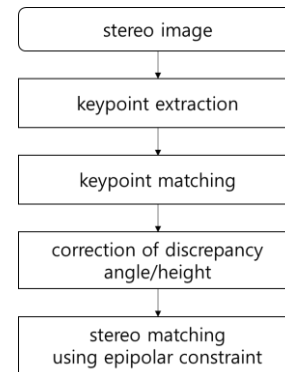 stereo image
keypoint extraction
keypoint matching
correction of discrepancy
angle/height
stereo matching
using epipolar constraint